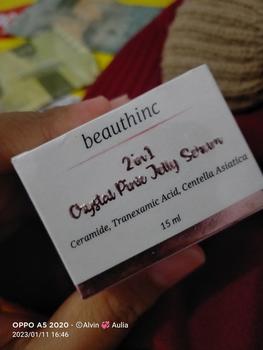 beauthinc
2 in 1
Crystal Pink Jelly Serum
Ceramide, Tranexamic Acid, Centella Asiatica
15 ml
OPPO A5 2020 · ©Alvin 💞 Aulia
2023/01/11 16:46